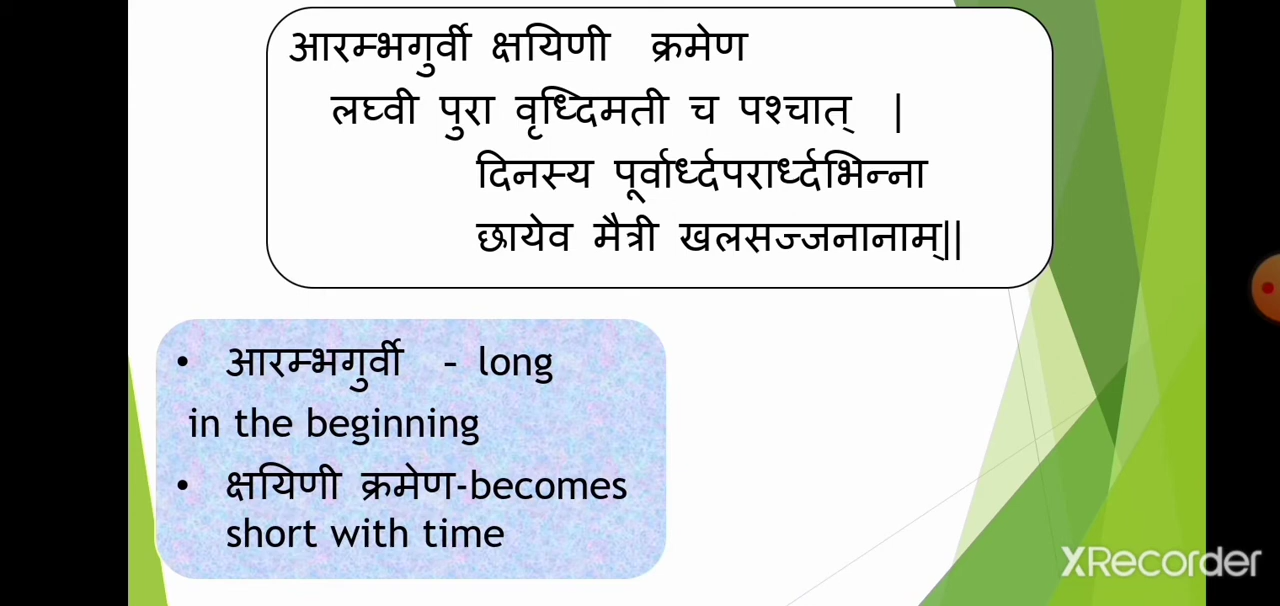 आरम्भगुर्वी क्षयिणी क्रमेण
लघ्वी पुरा वृध्दिमती च पश्चात् |
दिनस्य पूर्वार्ध्दपरार्ध्दभिन्ना
छायेव मैत्री खलसज्जनानाम्||
• आरम्भगुर्वी - long
in the beginning
• क्षयिणी क्रमेण-becomes
short with time
XRecorder